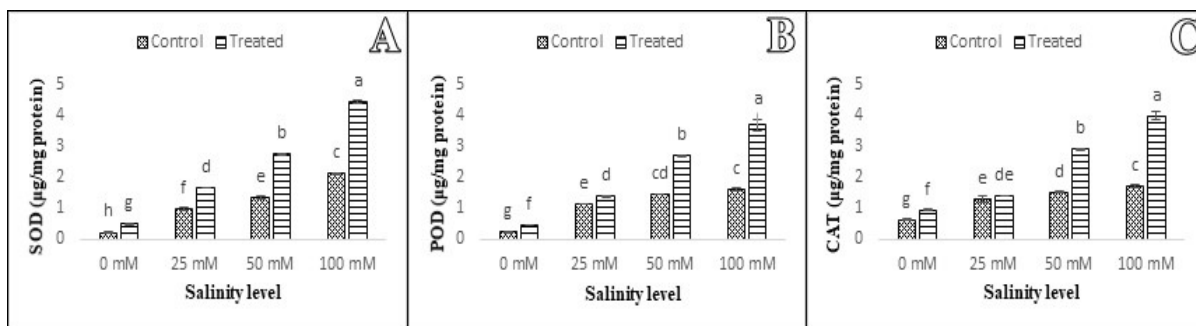 Control Treated A
SOD (µg/mg protein)
5
4
3
2
1
0
h g f d e b c a
0 mM 25 mM 50 mM 100 mM
Salinity level
Control Treated B
POD (µg/mg protein)
5
4
3
2
1
0
g f e d cd b c a
0 mM 25 mM 50 mM 100 mM
Salinity level
Control Treated C
CAT (µg/mg protein)
5
4
3
2
1
0
g f e de d b c a
0 mM 25 mM 50 mM 100 mM
Salinity level